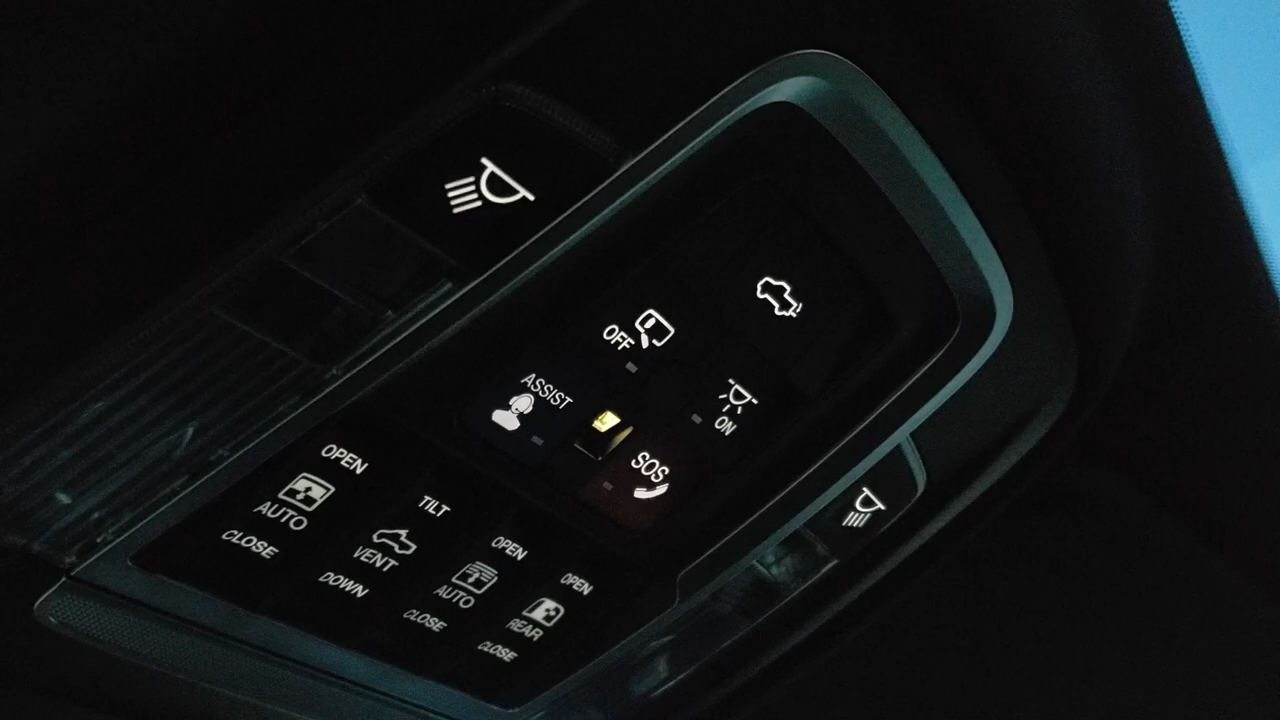 OFF
ASSIST
ON
SOS
OPEN
AUTO
CLOSE
TILT
VENT
DOWN
OPEN
AUTO
CLOSE
OPEN
REAR
CLOSE